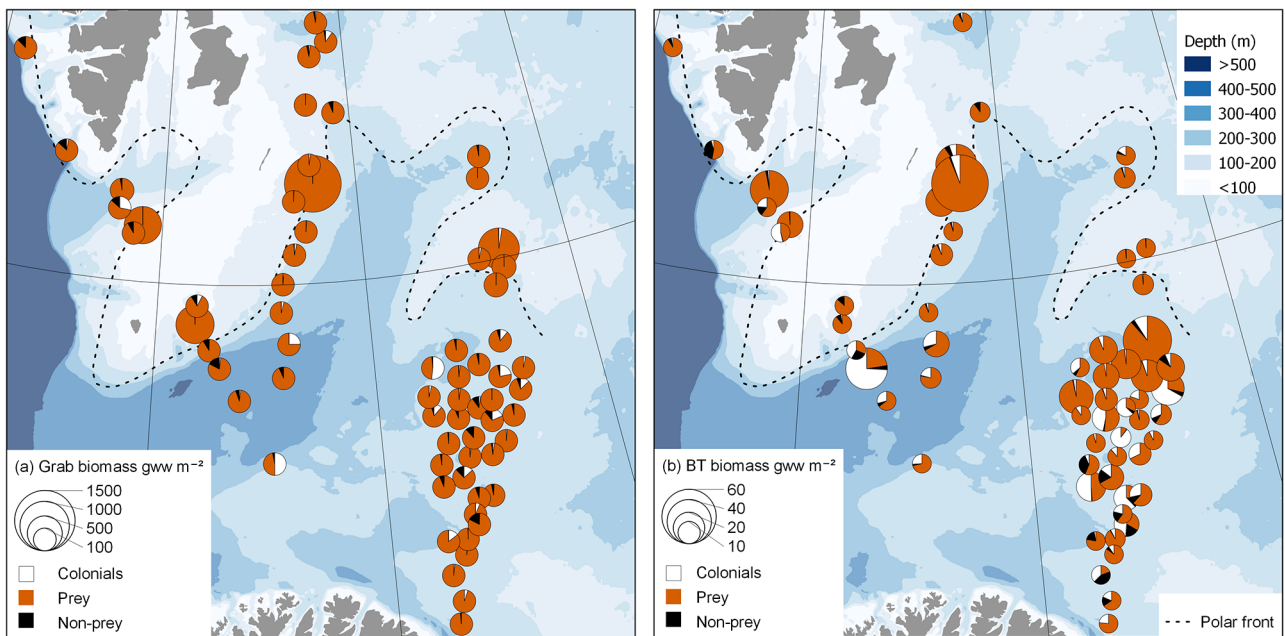 (a) Grab biomass gww m⁻²
1500
1000
500
100
Colonials
Prey
Non-prey
Depth (m)
>500
400-500
300-400
200-300
100-200
<100
(b) BT biomass gww m⁻²
60
40
20
10
Colonials
Prey
Non-prey
Polar front